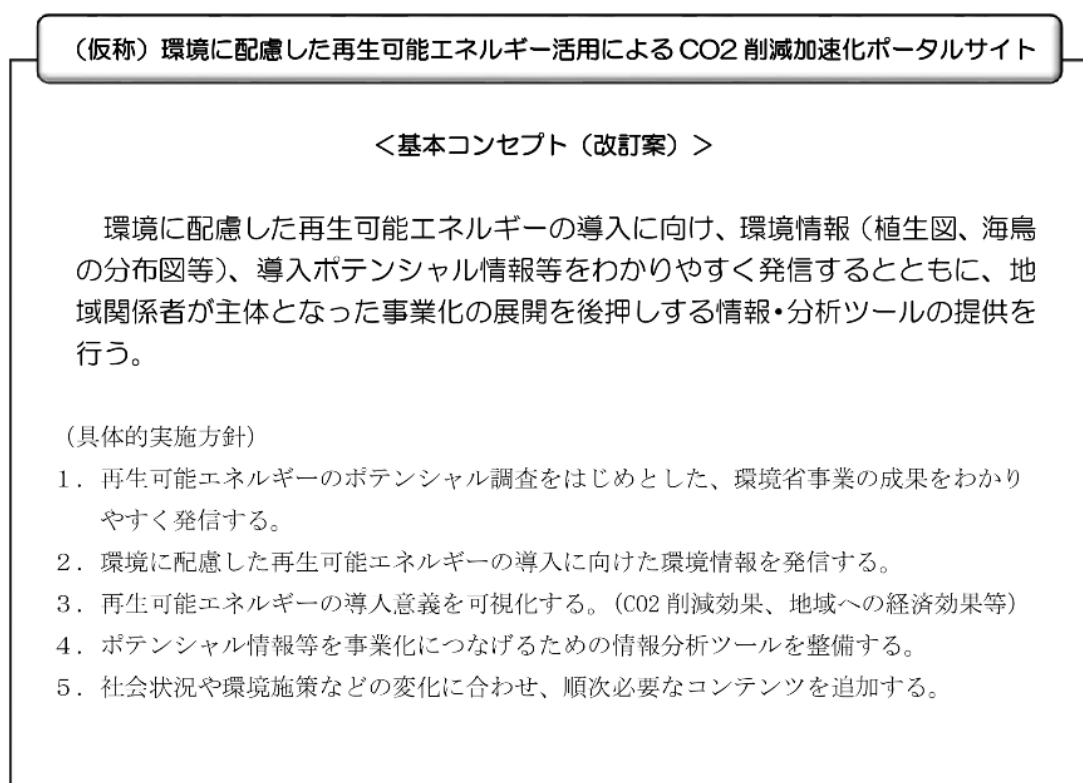 (仮称)環境に配慮した再生可能エネルギー活用による CO2 削減加速化ポータルサイト
＜基本コンセプト（改訂案）＞
環境に配慮した再生可能エネルギーの導入に向け、環境情報（植生図、海鳥
の分布図等）、導入ポテンシャル情報等をわかりやすく発信するとともに、地
域関係者が主体となった事業化の展開を後押しする情報・分析ツールの提供を
行う。
（具体的実施方針）
１．再生可能エネルギーのポテンシャル調査をはじめとした、環境省事業の成果をわかり
やすく発信する。
２．環境に配慮した再生可能エネルギーの導入に向けた環境情報を発信する。
３．再生可能エネルギーの導入意義を可視化する。（CO2 削減効果、地域への経済効果等）
４．ポテンシャル情報等を事業化につなげるための情報分析ツールを整備する。
５．社会状況や環境施策などの変化に合わせ、順次必要なコンテンツを追加する。